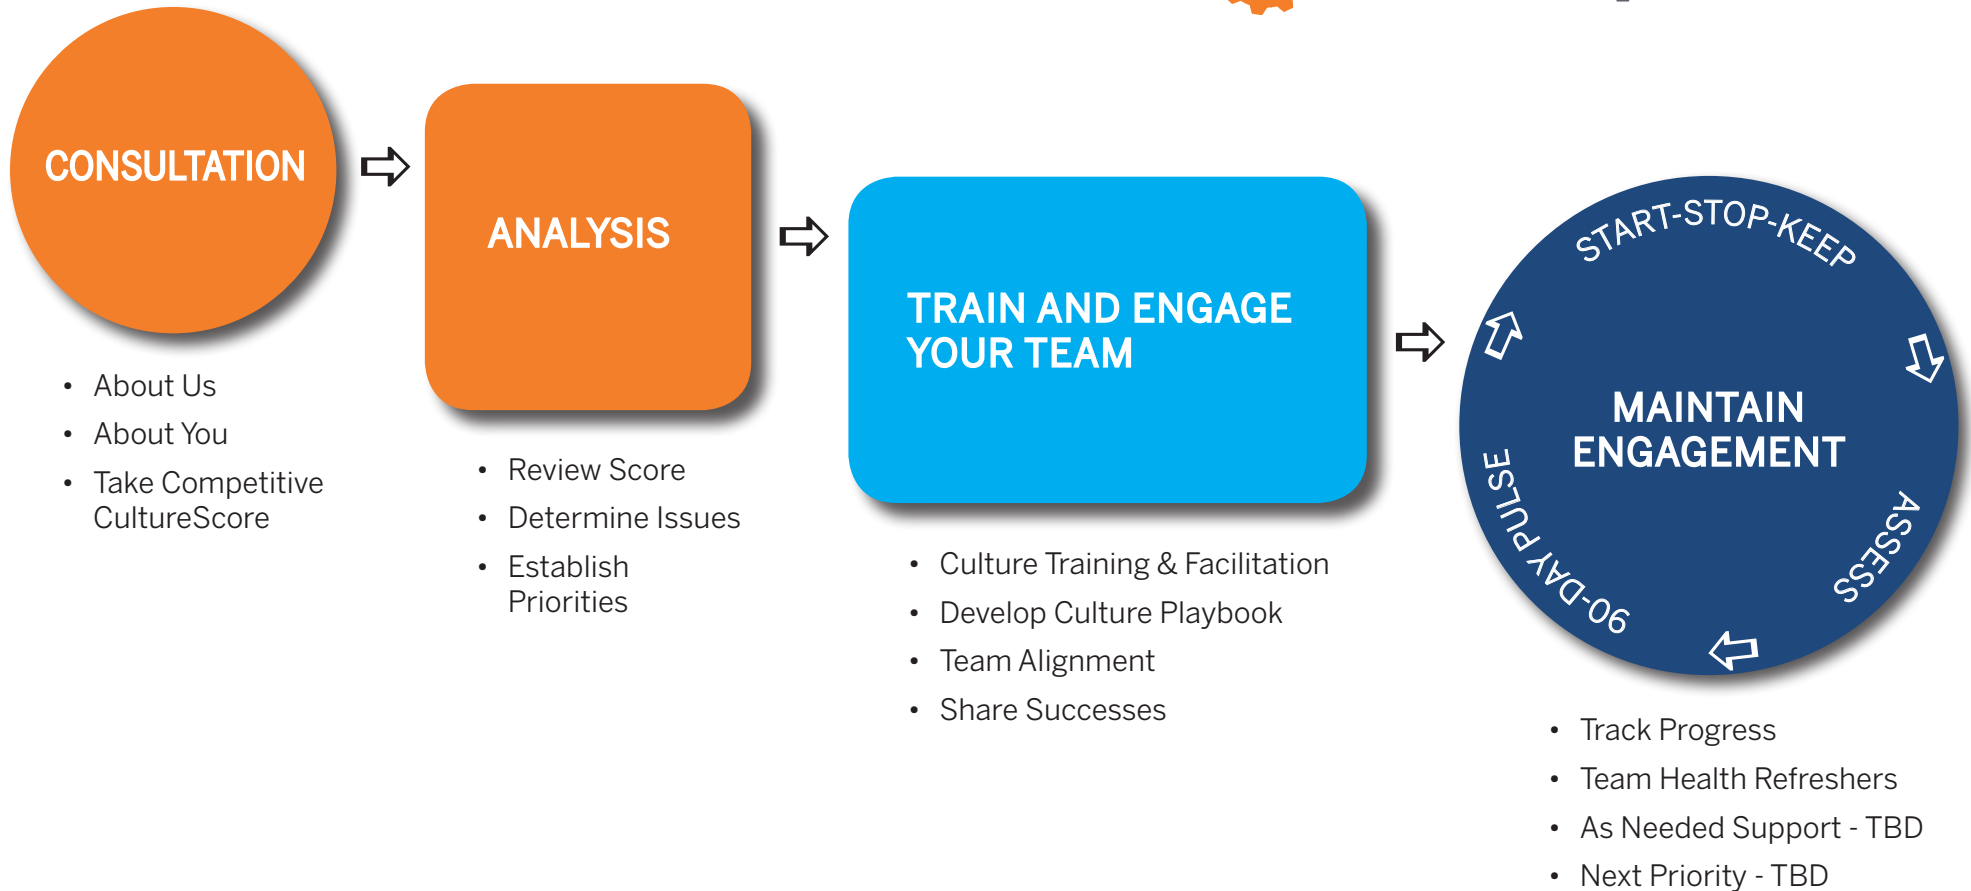 CONSULTATION
• About Us
• About You
• Take Competitive
CultureScore
ANALYSIS
• Review Score
• Determine Issues
• Establish
Priorities
TRAIN AND ENGAGE
YOUR TEAM
• Culture Training & Facilitation
• Develop Culture Playbook
• Team Alignment
• Share Successes
START-STOP-KEEP
MAINTAIN
ENGAGEMENT
ASSESS
90-DAY PULSE
• Track Progress
• Team Health Refreshers
• As Needed Support - TBD
• Next Priority - TBD